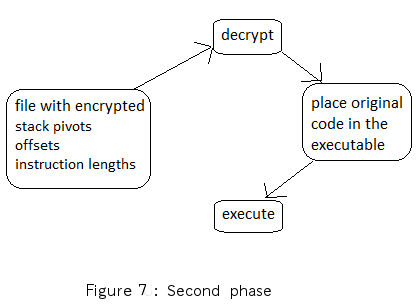 decrypt
file with encrypted
stack pivots
offsets
instruction lengths
place original
code in the
executable
execute
Figure 7 : Second phase